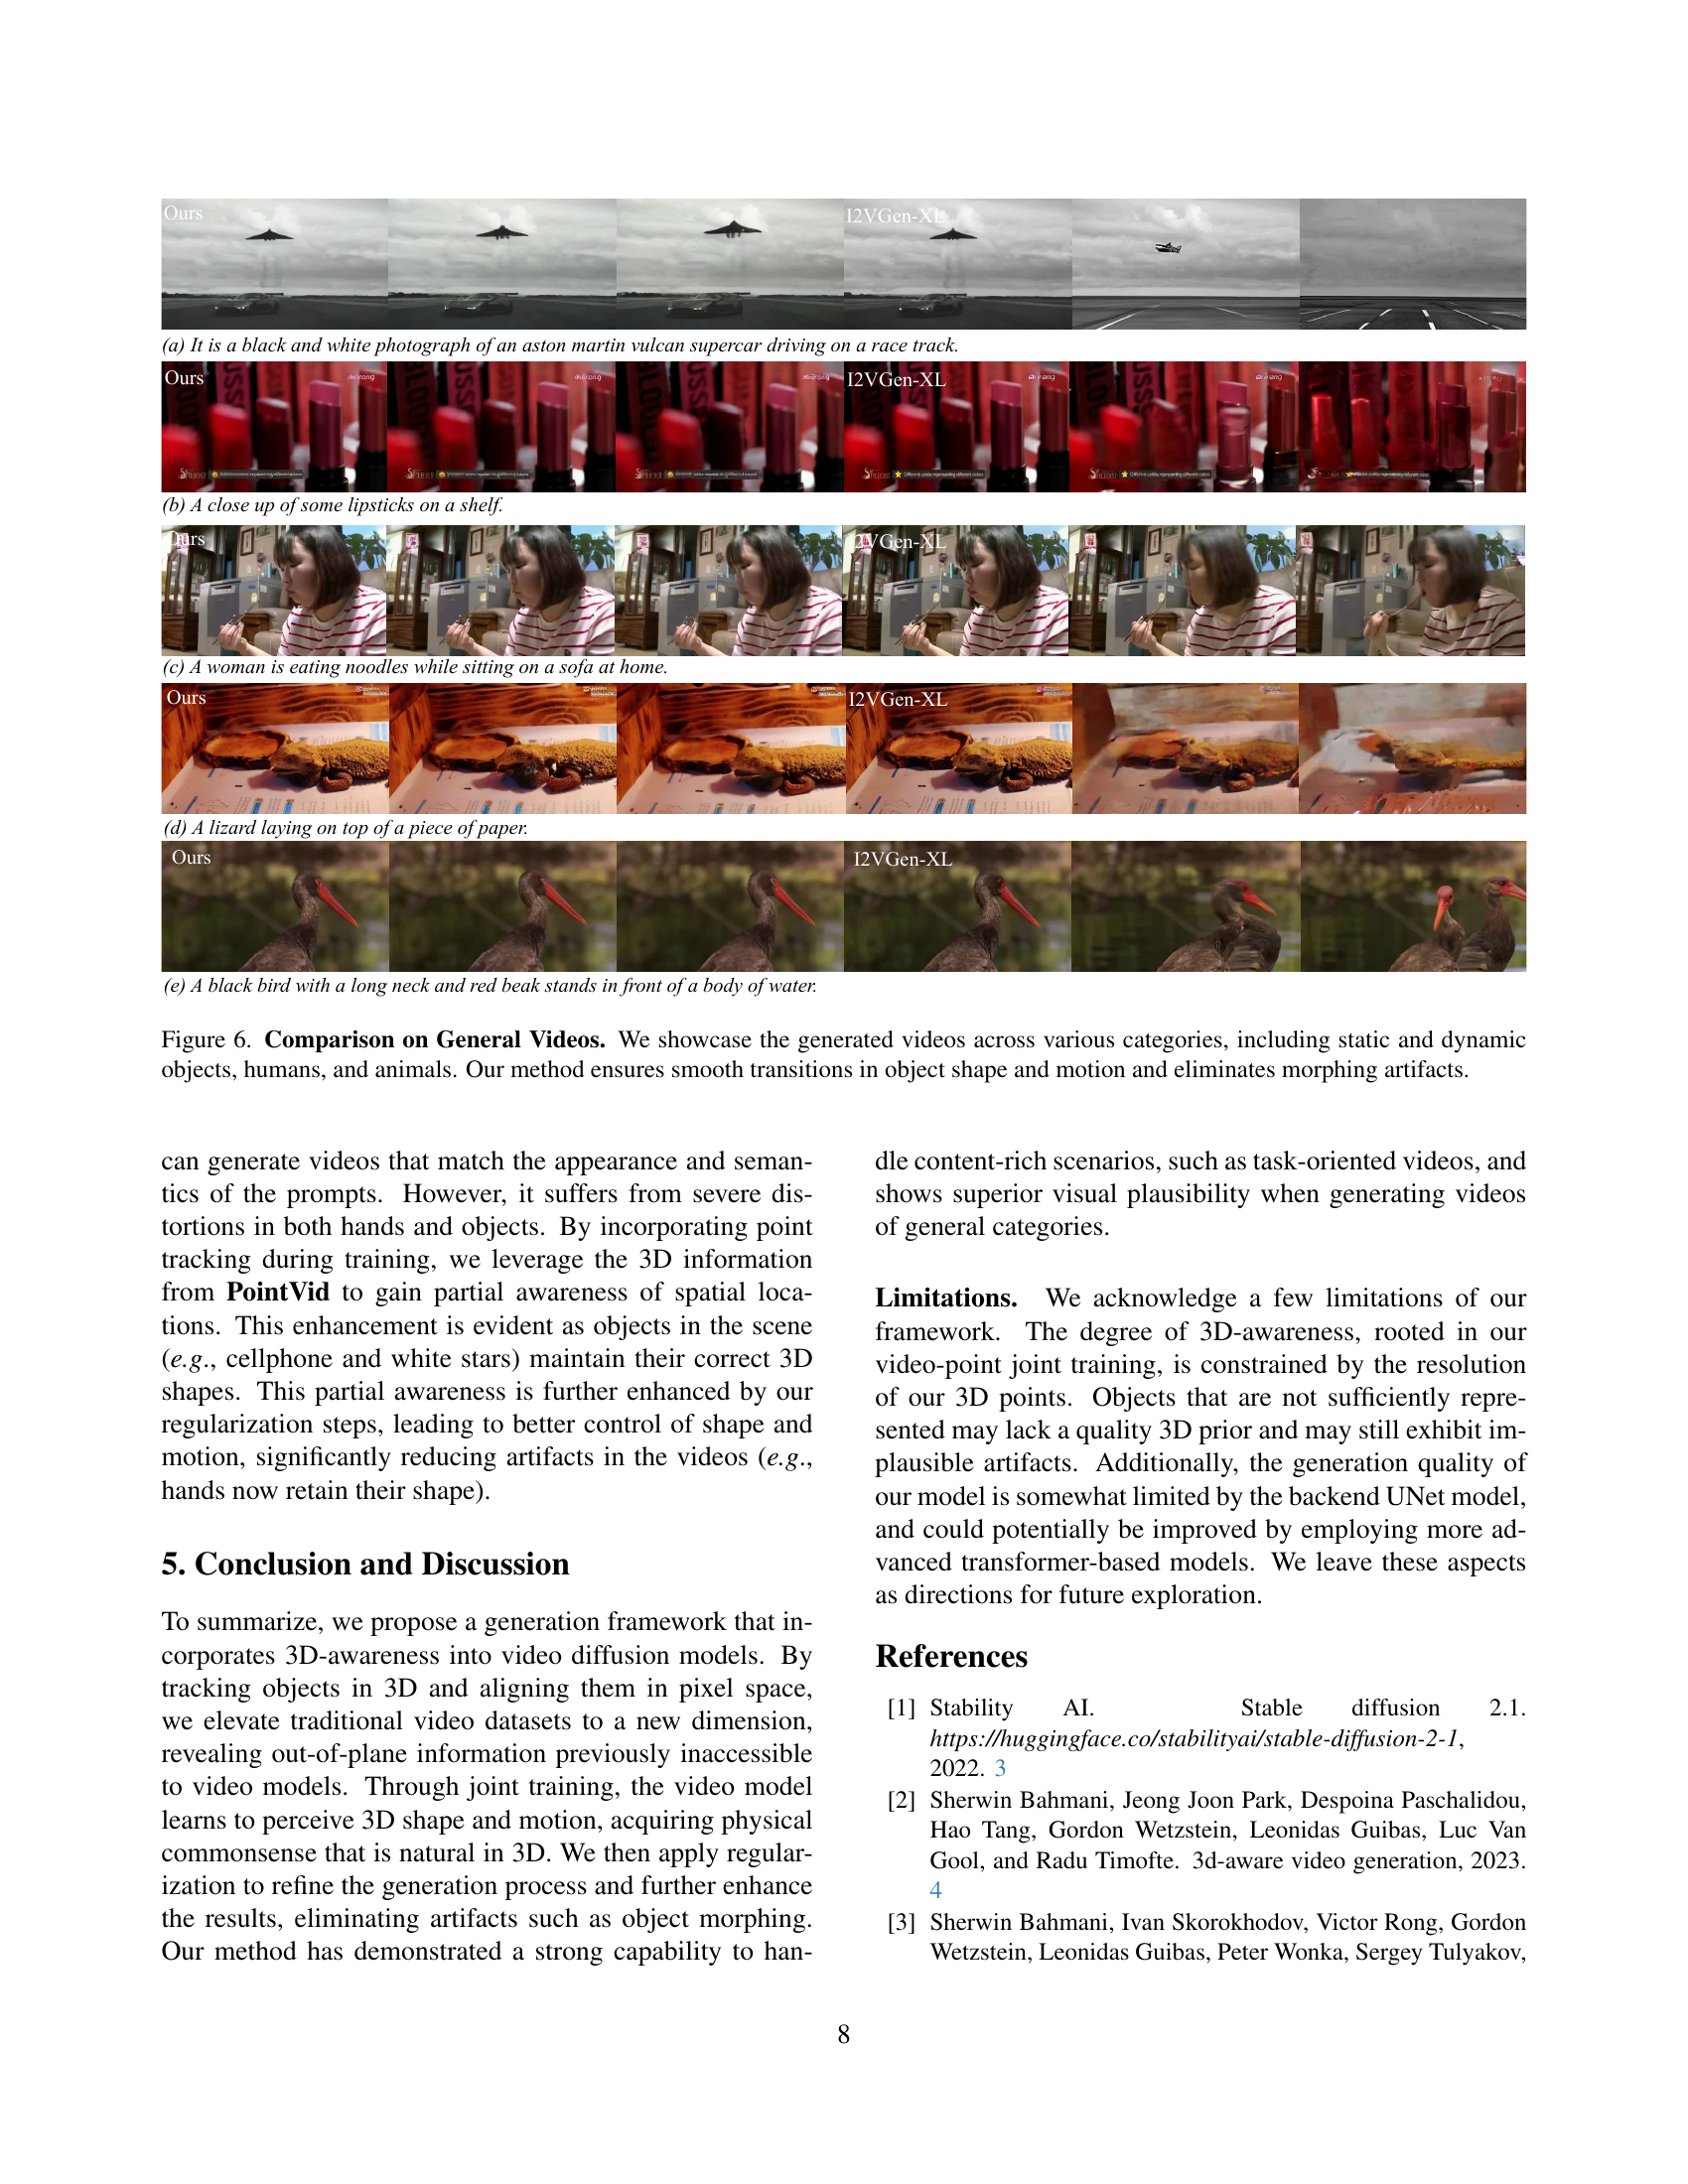 Ours
I2VGen-XL
(a) It is a black and white photograph of an aston martin vulcan supercar driving on a race track.
Ours
I2VGen-XL
(b) A close up of some lipsticks on a shelf.
Ours
I2VGen-XL
(c) A woman is eating noodles while sitting on a sofa at home.
Ours
I2VGen-XL
(d) A lizard laying on top of a piece of paper.
Ours
I2VGen-XL
(e) A black bird with a long neck and red beak stands in front of a body of water.
Figure 6. Comparison on General Videos. We showcase the generated videos across various categories, including static and dynamic
objects, humans, and animals. Our method ensures smooth transitions in object shape and motion and eliminates morphing artifacts.
can generate videos that match the appearance and seman-
tics of the prompts. However, it suffers from severe dis-
tortions in both hands and objects. By incorporating point
tracking during training, we leverage the 3D information
from PointVid to gain partial awareness of spatial loca-
tions. This enhancement is evident as objects in the scene
(e.g., cellphone and white stars) maintain their correct 3D
shapes. This partial awareness is further enhanced by our
regularization steps, leading to better control of shape and
motion, significantly reducing artifacts in the videos (e.g.,
hands now retain their shape).
5. Conclusion and Discussion
To summarize, we propose a generation framework that in-
corporates 3D-awareness into video diffusion models. By
tracking objects in 3D and aligning them in pixel space,
we elevate traditional video datasets to a new dimension,
revealing out-of-plane information previously inaccessible
to video models. Through joint training, the video model
learns to perceive 3D shape and motion, acquiring physical
commonsense that is natural in 3D. We then apply regular-
ization to refine the generation process and further enhance
the results, eliminating artifacts such as object morphing.
Our method has demonstrated a strong capability to han-
dle content-rich scenarios, such as task-oriented videos, and
shows superior visual plausibility when generating videos
of general categories.
Limitations. We acknowledge a few limitations of our
framework. The degree of 3D-awareness, rooted in our
video-point joint training, is constrained by the resolution
of our 3D points. Objects that are not sufficiently repre-
sented may lack a quality 3D prior and may still exhibit im-
plausible artifacts. Additionally, the generation quality of
our model is somewhat limited by the backend UNet model,
and could potentially be improved by employing more ad-
vanced transformer-based models. We leave these aspects
as directions for future exploration.
References
[1] Stability AI. Stable diffusion 2.1.
https://huggingface.co/stabilityai/stable-diffusion-2-1,
2022. 3
[2] Sherwin Bahmani, Jeong Joon Park, Despoina Paschalidou,
Hao Tang, Gordon Wetzstein, Leonidas Guibas, Luc Van
Gool, and Radu Timofte. 3d-aware video generation, 2023.
4
[3] Sherwin Bahmani, Ivan Skorokhodov, Victor Rong, Gordon
Wetzstein, Leonidas Guibas, Peter Wonka, Sergey Tulyakov,
8